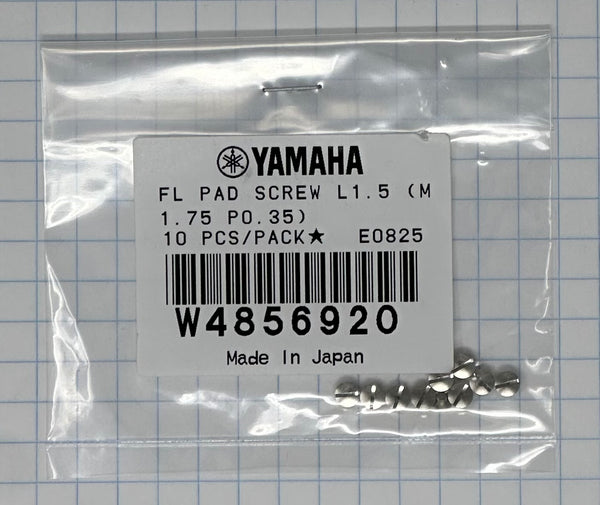 YAMAHA
FL PAD SCREW L1.5 (M
1.75 P0.35)
10 PCS/PACK★ E0825
W4856920
Made In Japan